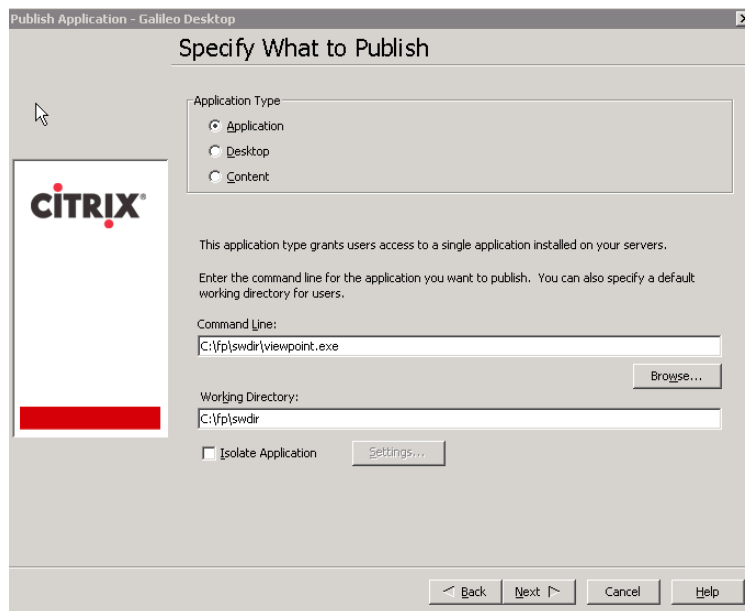 Publish Application - Galileo Desktop
Specify What to Publish
Application Type
Application
Desktop
Content
CİTRIX®
This application type grants users access to a single application installed on your servers.
Enter the command line for the application you want to publish. You can also specify a default
working directory for users.
Command Line:
C:\fp\swdir\viewpoint.exe
Browse...
Working Directory:
C:\fp\swdir
Isolate Application
Settings...
Back
Next
Cancel
Help